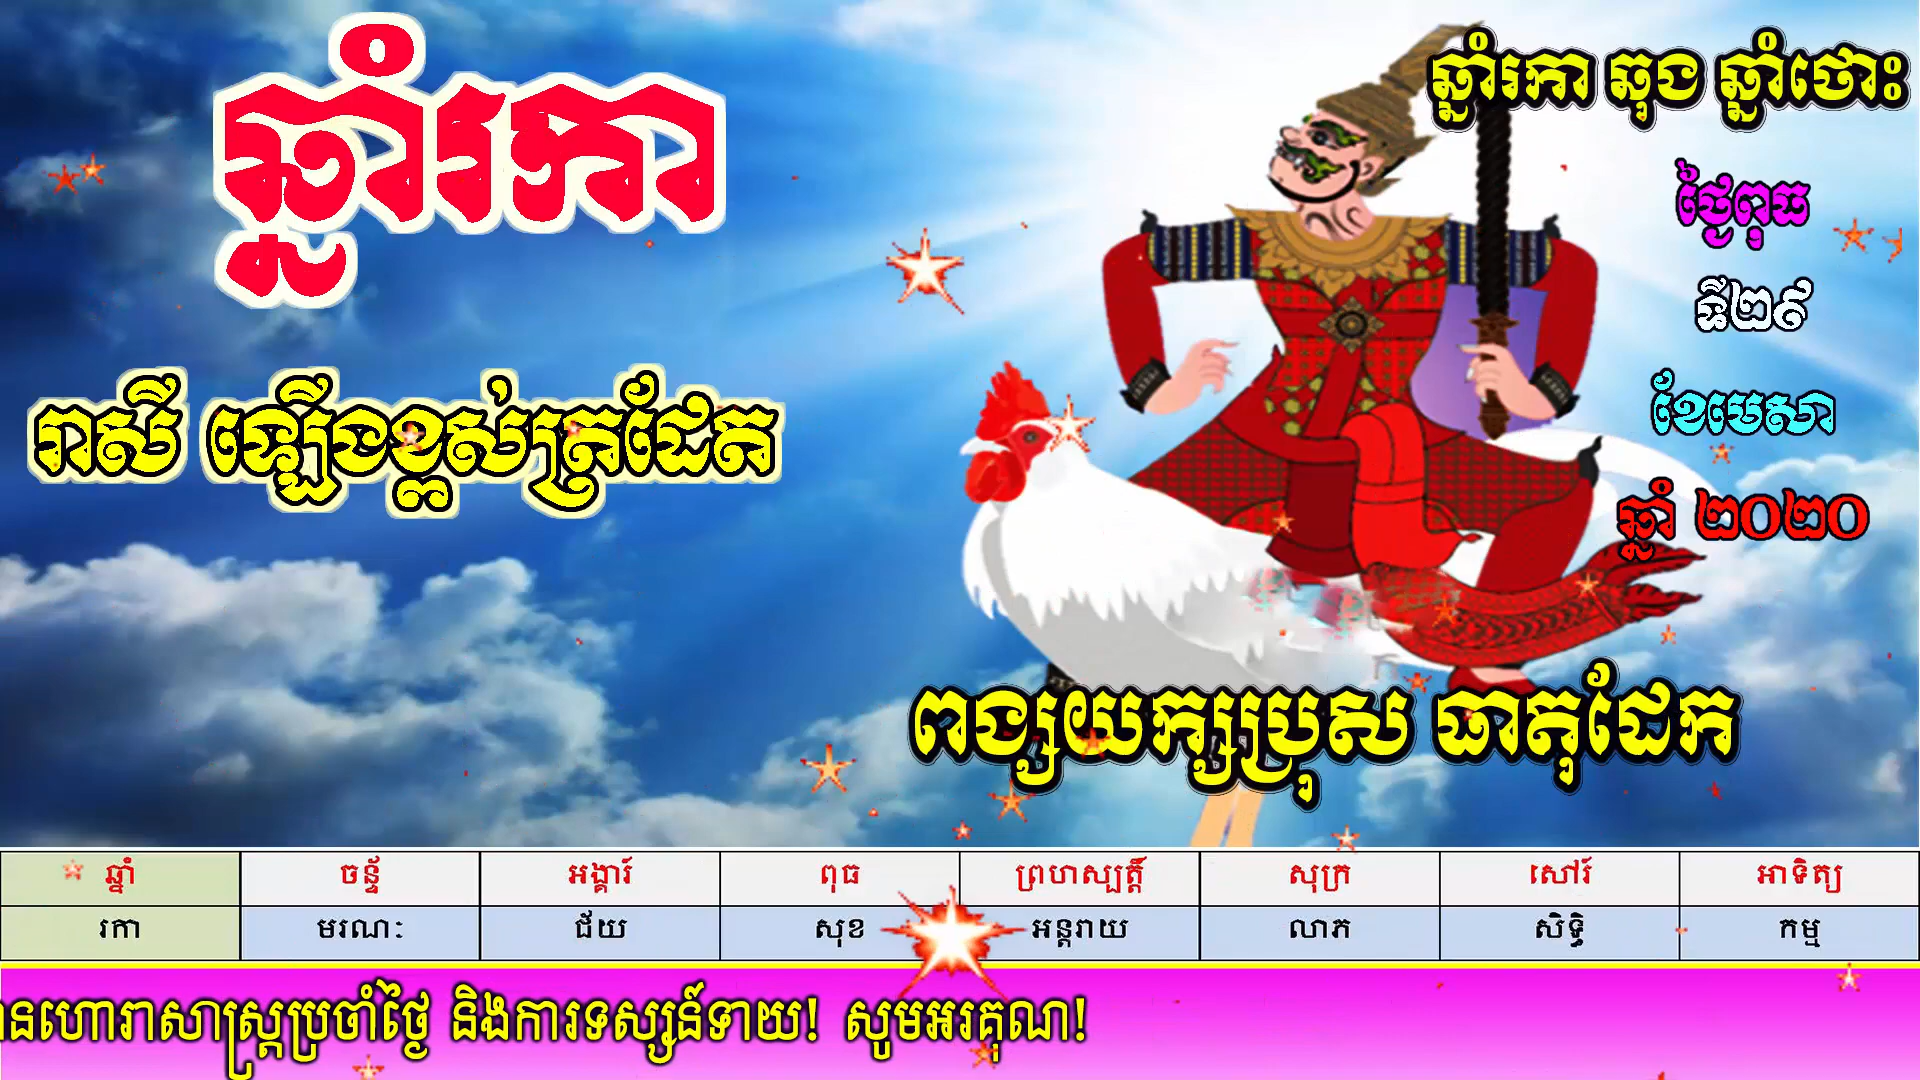 ឆ្នាំរកា
រាសី ឡើងខ្ពស់ត្រដែត
ឆ្នាំរកា ឆុង ឆ្នាំថោះ
ថ្ងៃពុធ
ទី២៩
ខែមេសា
ឆ្នាំ ២០២០
ពង្សយក្សប្រុស ធាតុដែក
ឆ្នាំ ចន្ទ័ អង្គារ៍ ពុធ ព្រហស្បត្តិ៍ សុក្រ សៅរ៍ អាទិត្យ
រកា មរណៈ ជ័យ សុខ អន្តរាយ លាភ សិទ្ធិ កម្ម
ហោរាសាស្ត្រប្រចាំថ្ងៃ និងការទស្សន៍ទាយ! សូមអរគុណ!